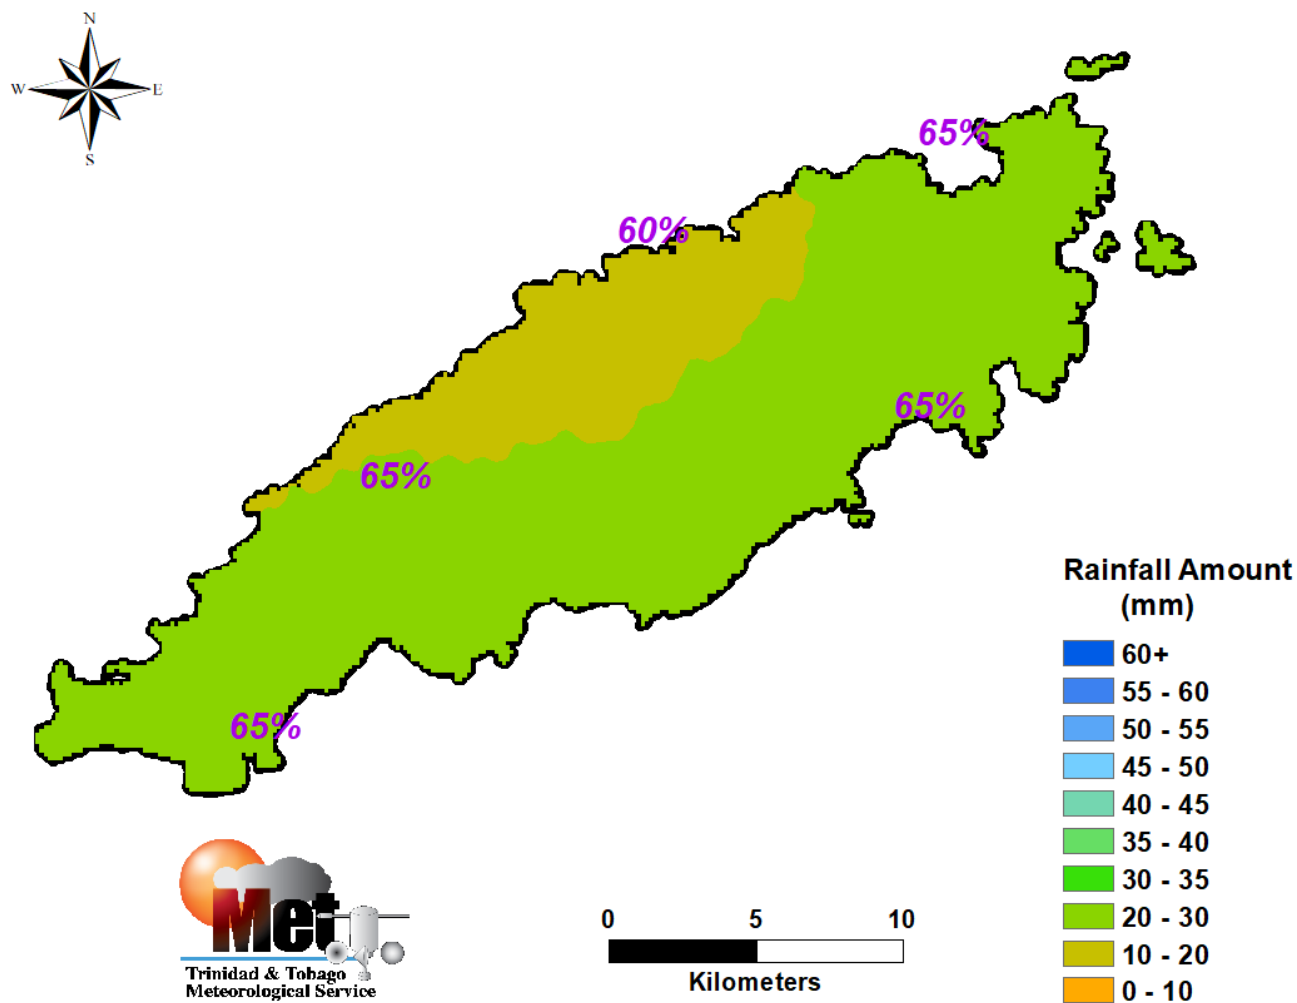 N
W
E
S
65%
60%
65%
65%
65%
Rainfall Amount
(mm)
60+
55 - 60
50 - 55
45 - 50
40 - 45
35 - 40
30 - 35
20 - 30
10 - 20
0 - 10
Met
Trinidad & Tobago
Meteorological Service
0 5 10
Kilometers